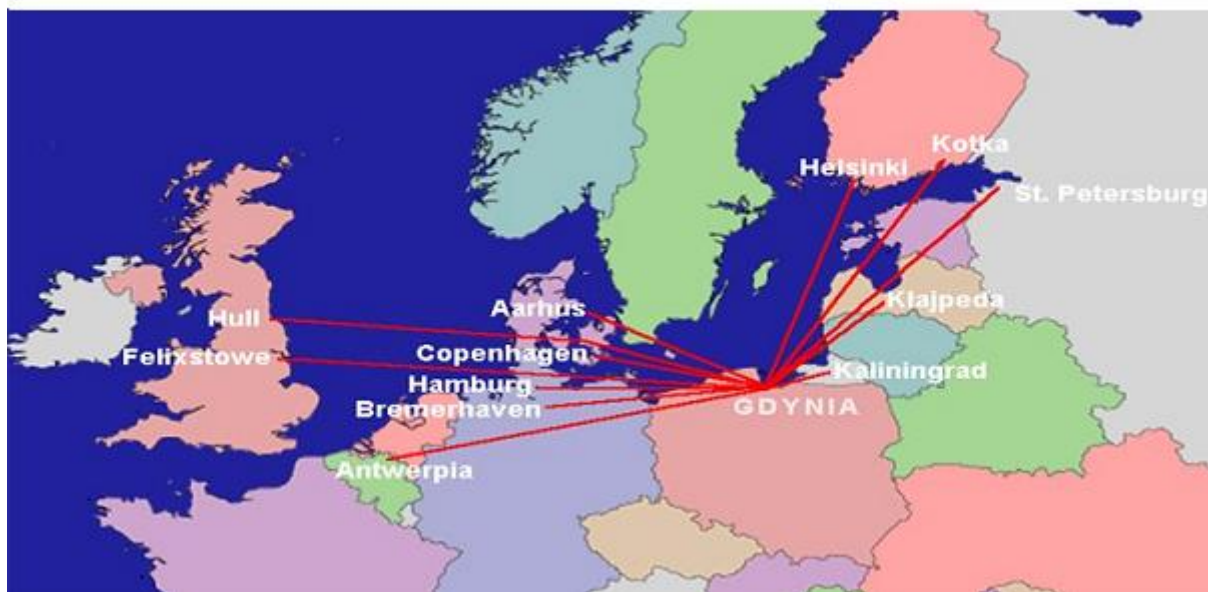 Kotka
Helsinki
St. Petersburg
Klajpeda
Aarhus
Hull
Copenhagen
Felixstowe
Kaliningrad
Hamburg
GDYNIA
Bremerhaven
Antwerpia